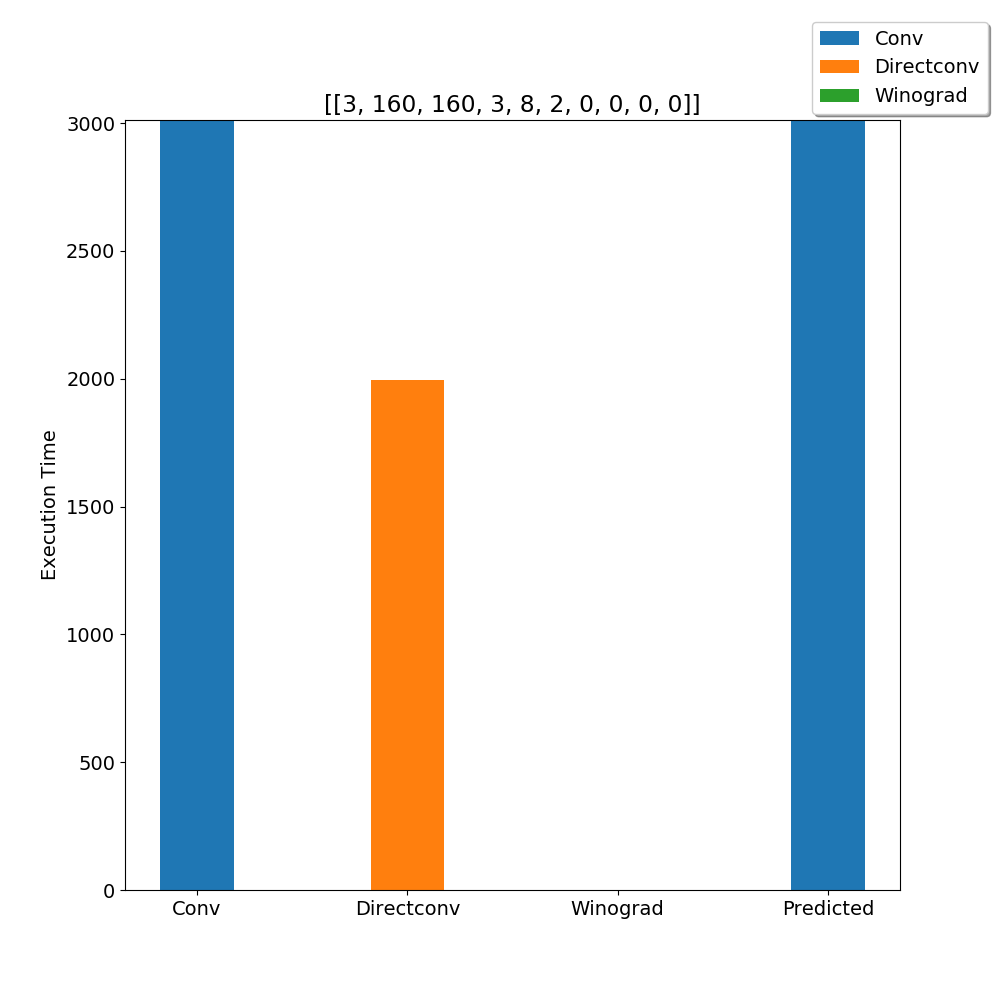 Conv
Directconv
Winograd
[[3, 160, 160, 3, 8, 2, 0, 0, 0, 0]]
3000
2500
2000
1500
1000
500
0
Execution Time
Conv Directconv Winograd Predicted